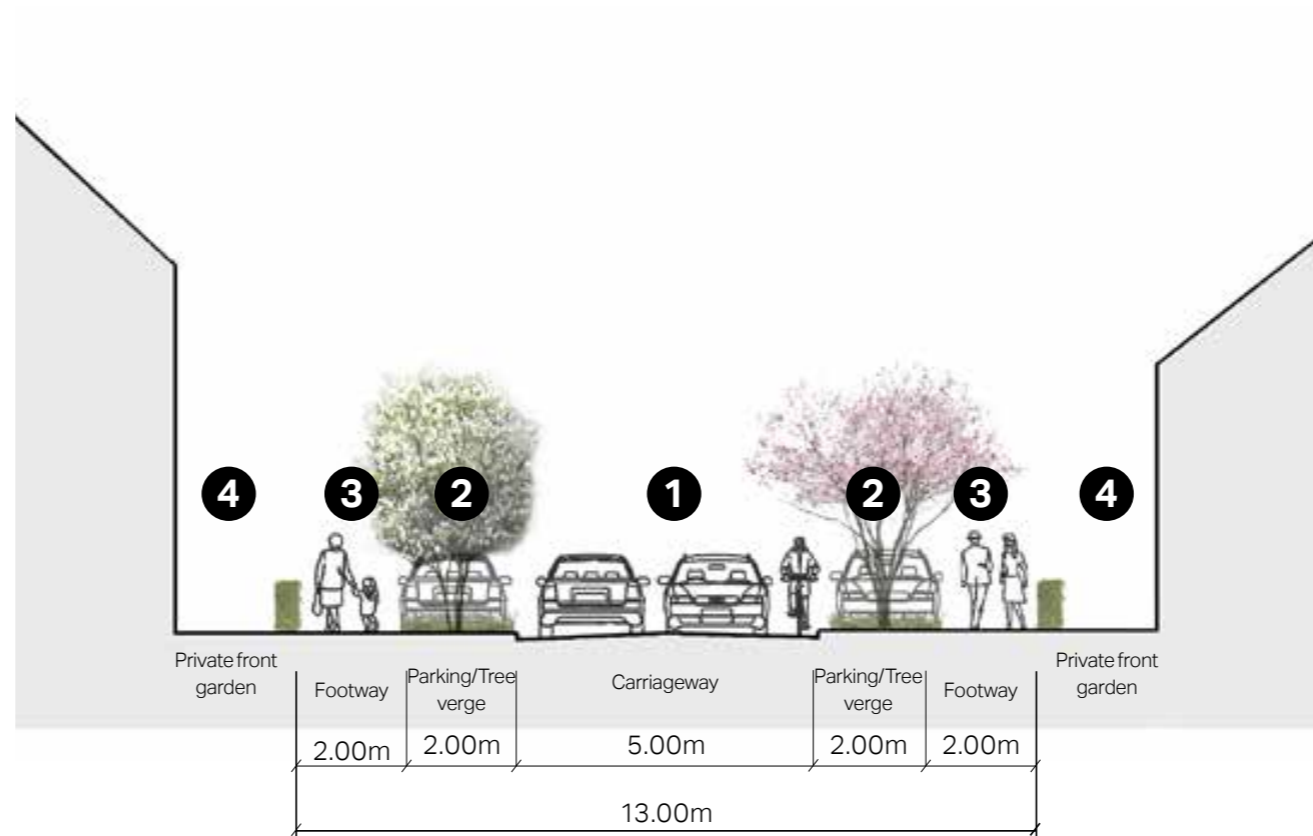 4
3
2
1
2
3
4
Private front
garden
Footway
Parking/Tree
verge
Carriageway
Parking/Tree
verge
Footway
Private front
garden
2.00m
2.00m
5.00m
2.00m
2.00m
13.00m